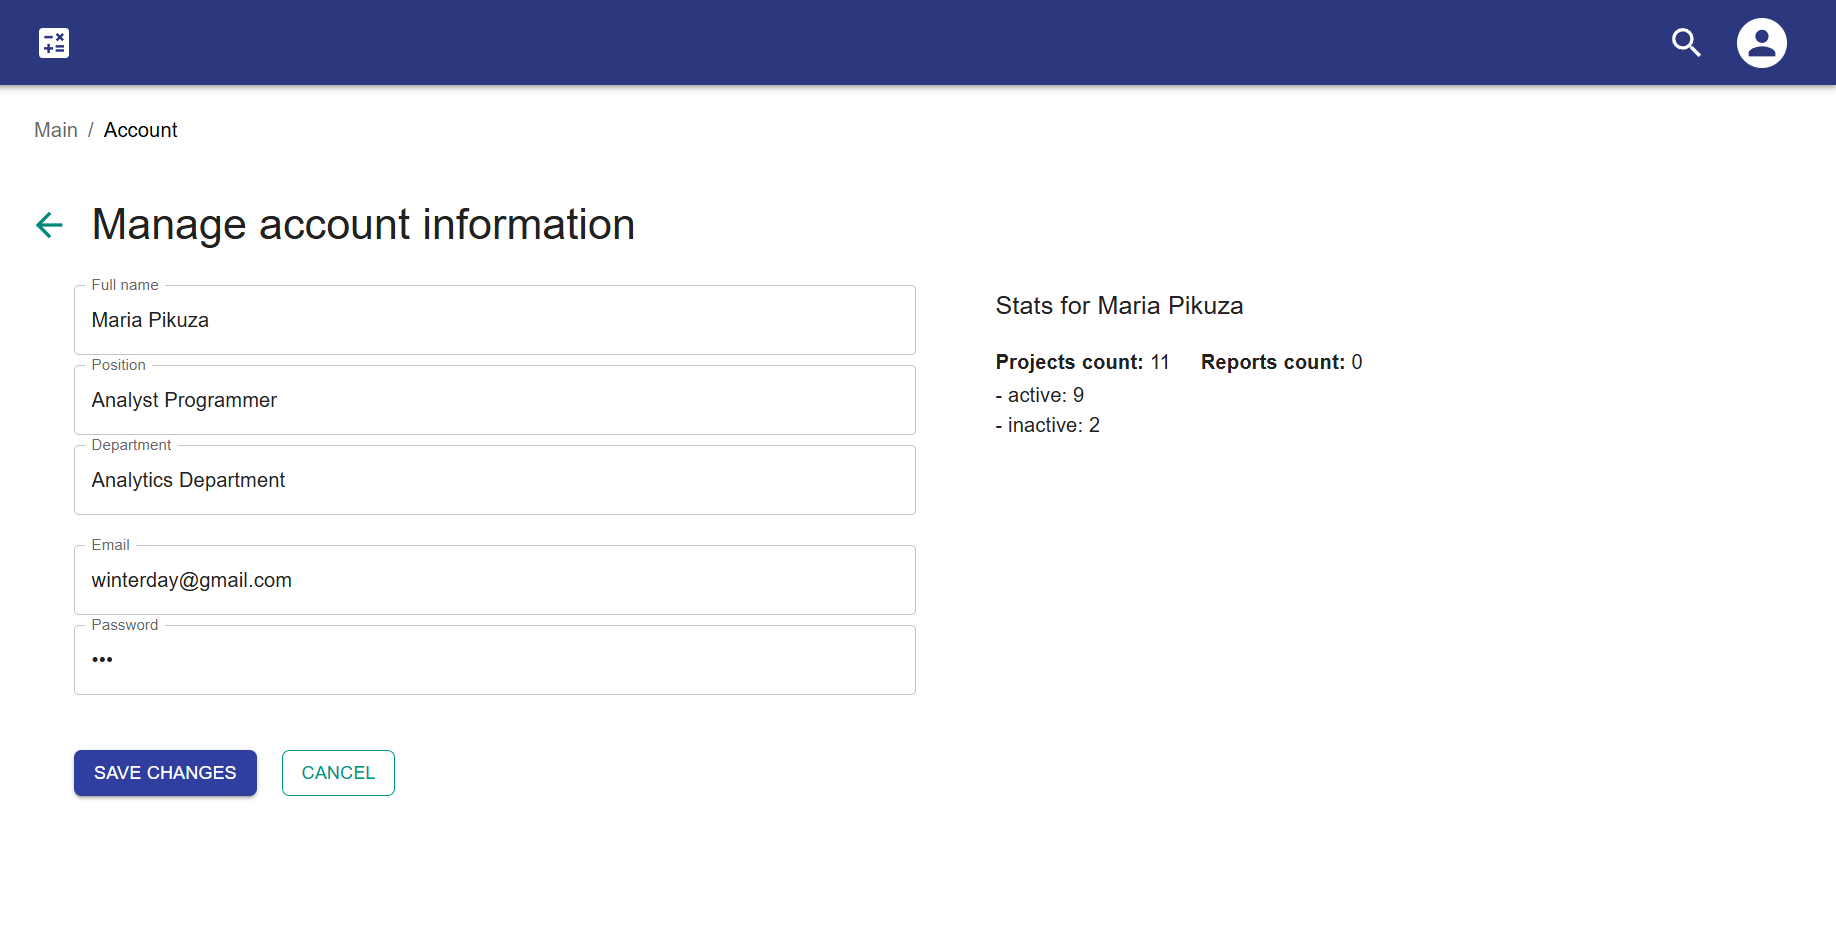 Main / Account
Manage account information
Full name
Maria Pikuza
Position
Analyst Programmer
Department
Analytics Department
Email
winterday@gmail.com
Password
•••
SAVE CHANGES
CANCEL
Stats for Maria Pikuza
Projects count: 11 Reports count: 0
- active: 9
- inactive: 2